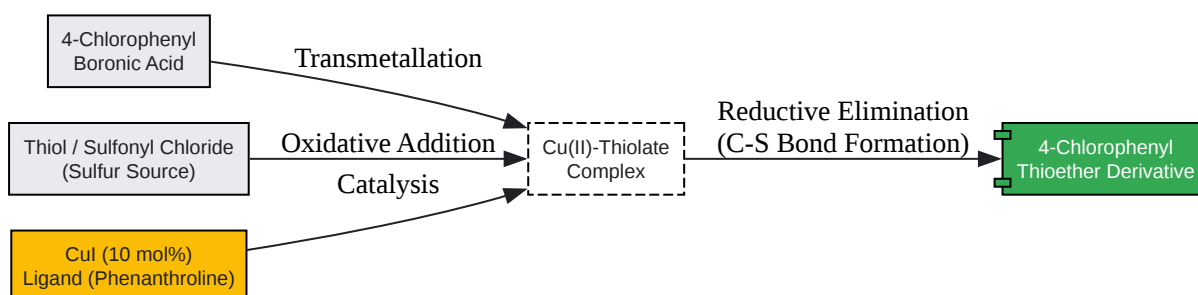 4-Chlorophenyl
Boronic Acid
Transmetallation
Thiol / Sulfonyl Chloride
(Sulfur Source)
Oxidative Addition
Catalysis
CuI (10 mol%)
Ligand (Phenanthroline)
Cu(II)-Thiolate
Complex
Reductive Elimination
(C-S Bond Formation)
4-Chlorophenyl
Thioether Derivative